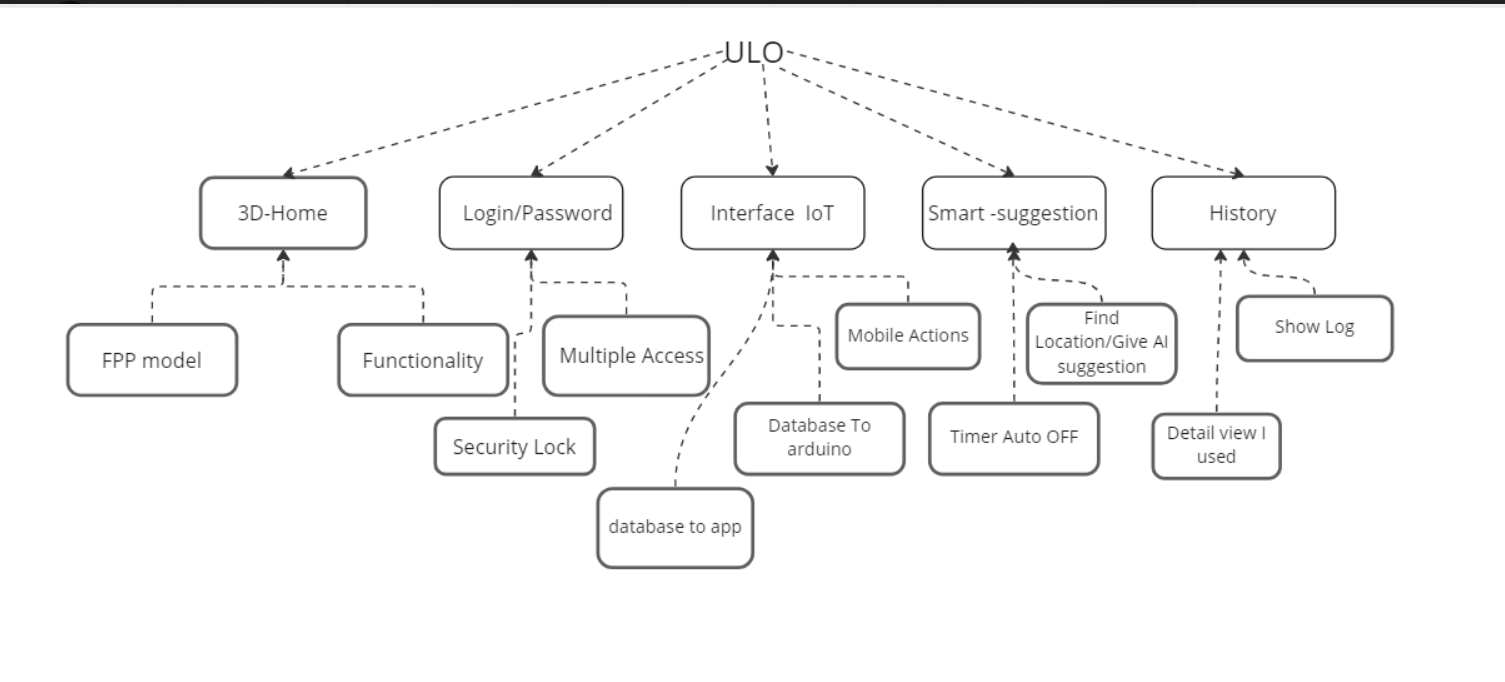 ULO
3D-Home
Login/Password
Interface  IoT
Smart -suggestion
History
FPP model
Functionality
Security Lock
Multiple Access
database to app
Database To
arduino
Mobile Actions
Timer Auto OFF
Find
Location/Give AI
suggestion
Detail view I
used
Show Log